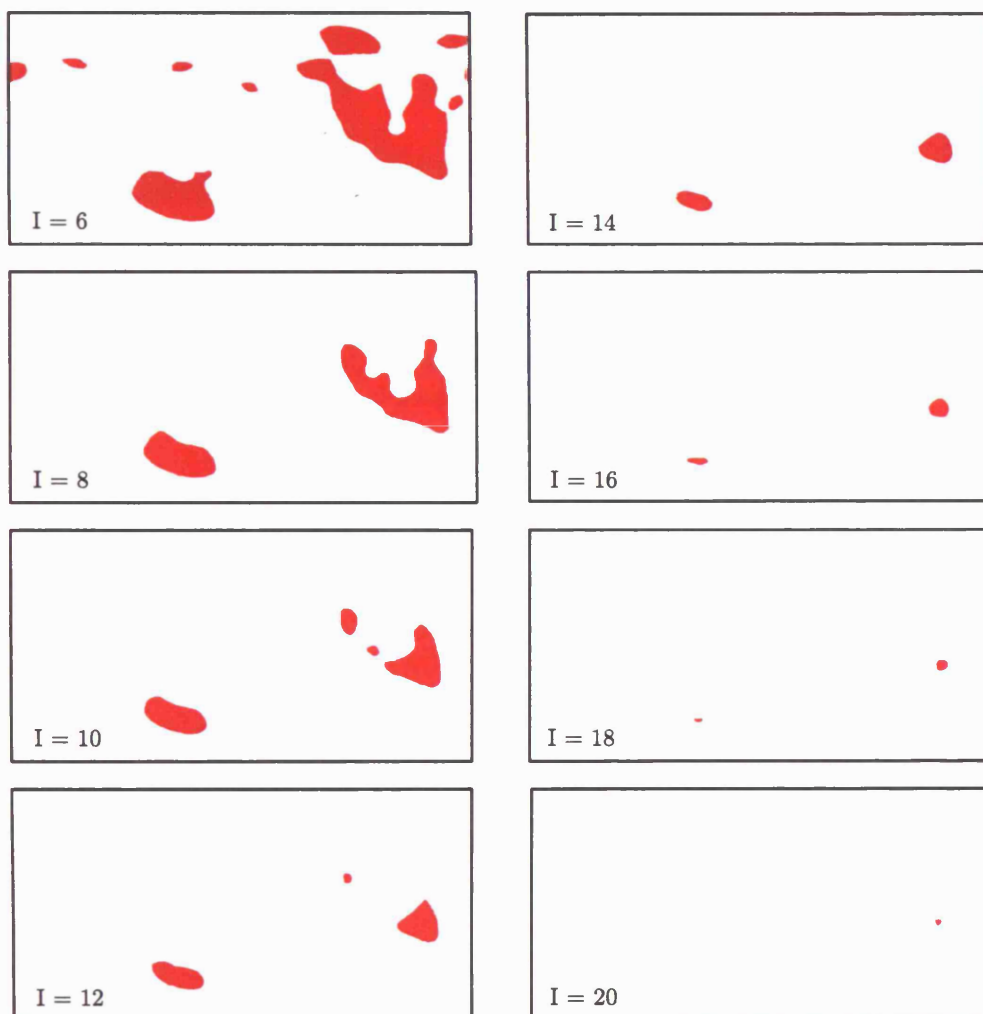 I = 6
I = 14
I = 8
I = 16
I = 10
I = 18
I = 12
I = 20